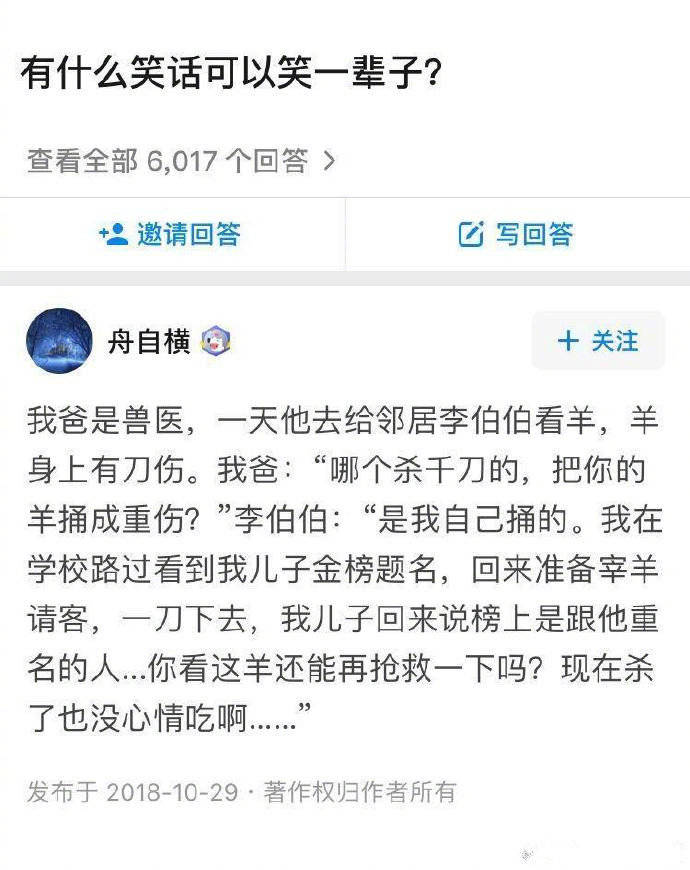 有什么笑话可以笑一辈子?
查看全部 6,017 个回答 >
邀请回答
写回答
舟自横
+ 关注
我爸是兽医，一天他去给邻居李伯伯看羊，羊
身上有刀伤。我爸：“哪个杀千刀的，把你的
羊捅成重伤？”李伯伯：“是我自己捅的。我在
学校路过看到我儿子金榜题名，回来准备宰羊
请客，一刀下去，我儿子回来说榜上是跟他重
名的人...你看这羊还能再抢救一下吗？现在杀
了也没心情吃啊......”
发布于 2018-10-29 · 著作权归作者所有